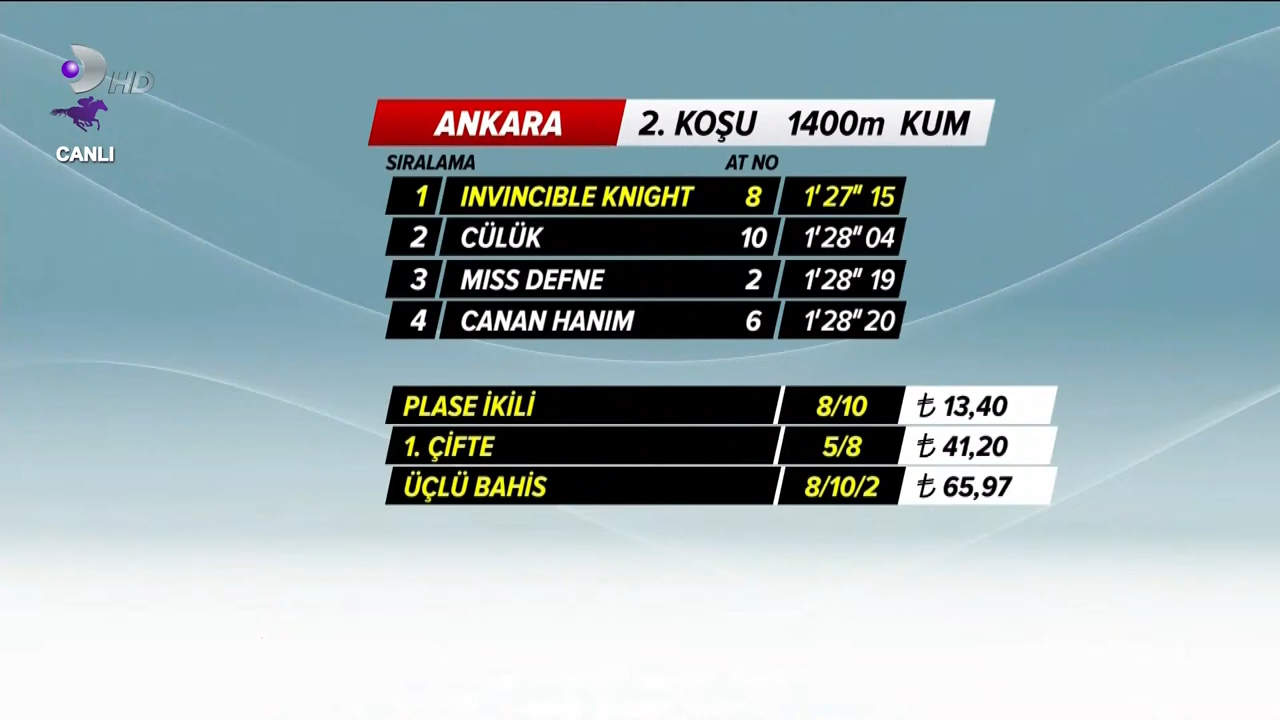 HD
CANLI
ANKARA 2. KOŞU 1400m KUM
SIRALAMA AT NO
1 INVINCIBLE KNIGHT 8 1'27" 15
2 CÜLÜK 10 1'28" 04
3 MISS DEFNE 2 1'28" 19
4 CANAN HANIM 6 1'28" 20
PLASE İKİLİ 8/10 ₺ 13,40
1. ÇİFTE 5/8 ₺ 41,20
ÜÇLÜ BAHİS 8/10/2 ₺ 65,97